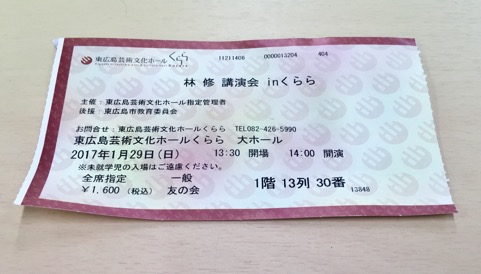 東広島芸術文化ホール くらら 11211406 0000013204 404
林 修 講演会 inくらら
主催:東広島芸術文化ホール指定管理者
後援:東広島市教育委員会
お問合せ:東広島芸術文化ホールくらら TEL082-426-5990
東広島芸術文化ホールくらら 大ホール
2017年1月29日(日) 13:30 開場 14:00 開演
※未就学児の入場はご遠慮ください。
全席指定 一般 1階 13列 30番
¥1,600 (税込) 友の会 13848